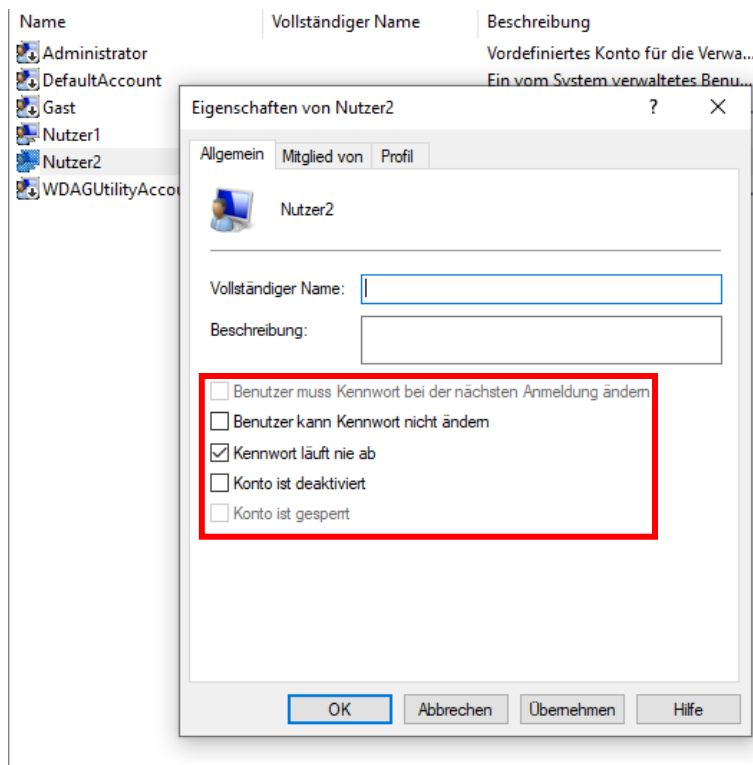 Name Vollständiger Name Beschreibung
Administrator Vordefiniertes Konto für die Verwa...
DefaultAccount Ein vom System verwaltetes Benu...
Gast
Nutzer1
Nutzer2
WDAGUtilityAccou
Eigenschaften von Nutzer2 ?
Allgemein Mitglied von Profil
Nutzer2
Vollständiger Name:
Beschreibung:
Benutzer muss Kennwort bei der nächsten Anmeldung ändern
Benutzer kann Kennwort nicht ändern
Kennwort läuft nie ab
Konto ist deaktiviert
Konto ist gesperrt
OK Abbrechen Übernehmen Hilfe